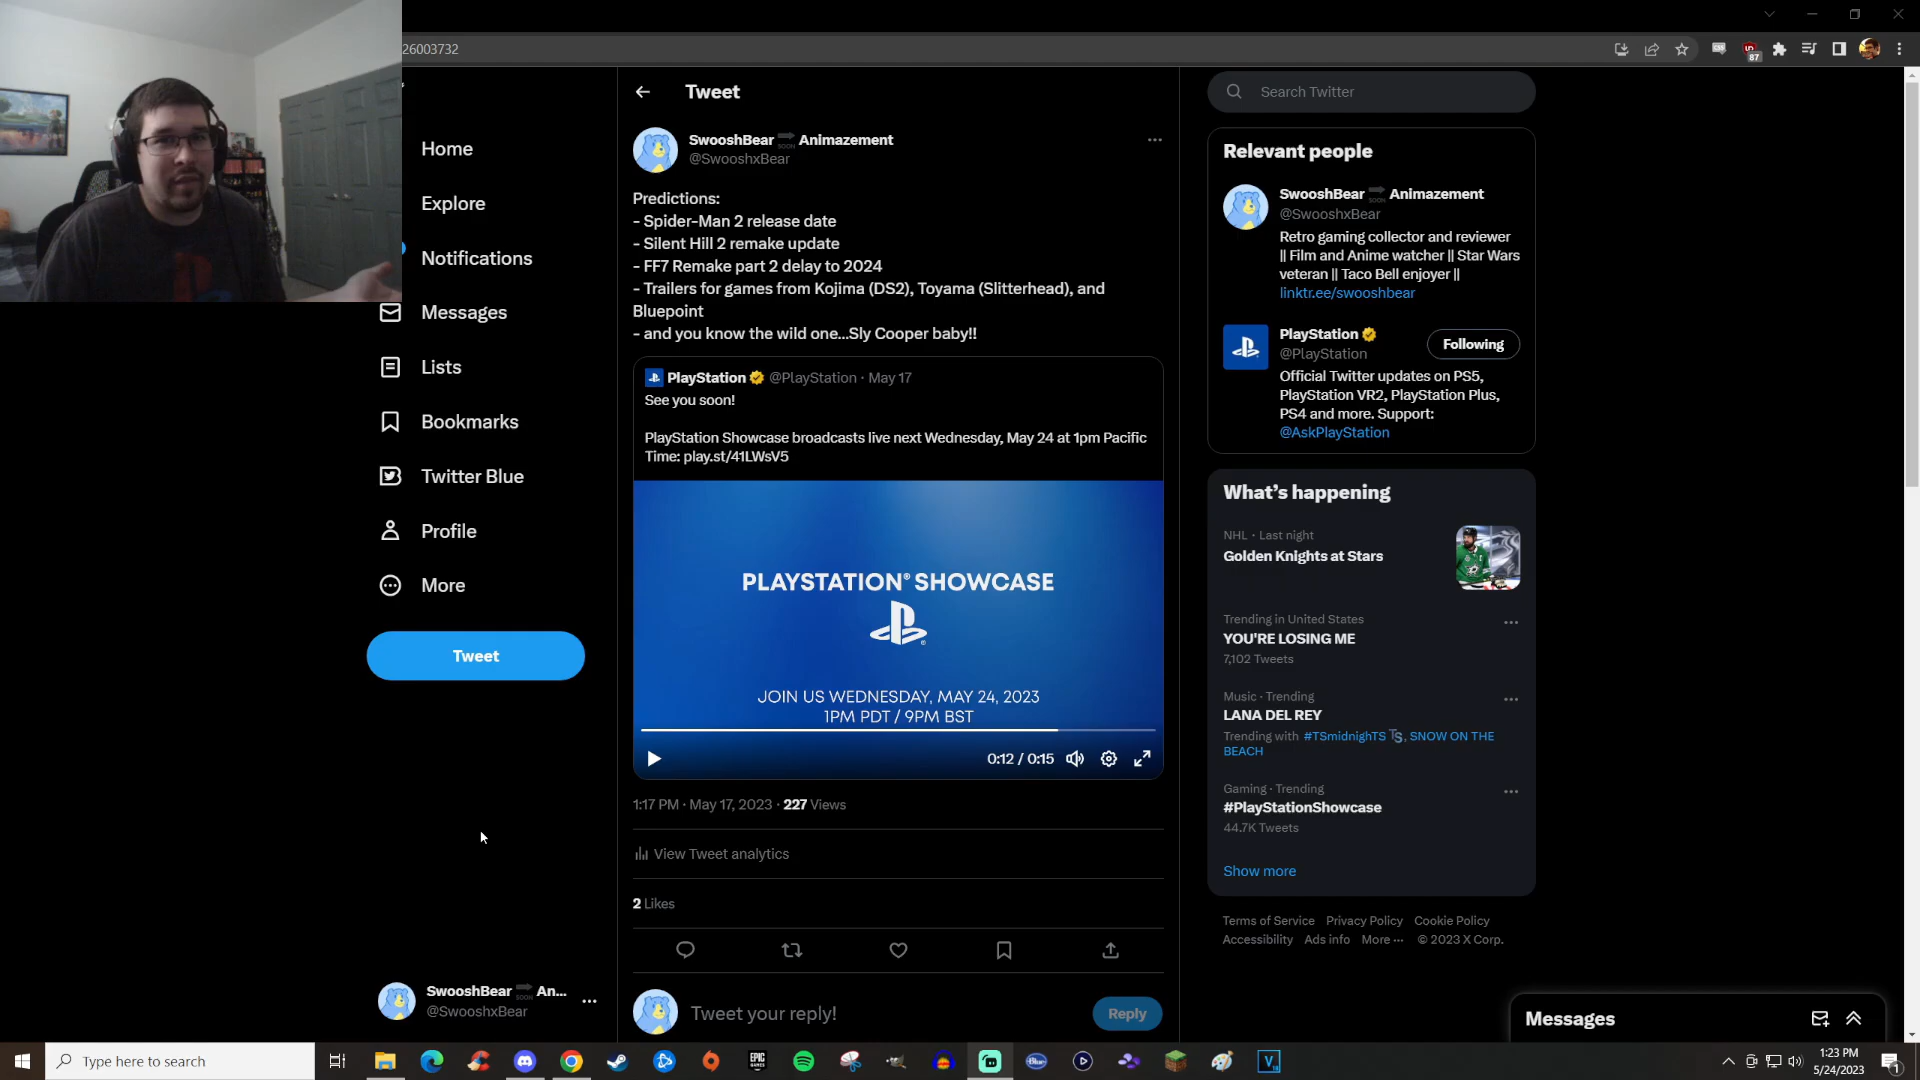 26003732
Tweet
Search Twitter
Home
Explore
Notifications
Messages
Lists
Bookmarks
Twitter Blue
Profile
More
Tweet
SwooshBear SOON Animazement
@SwooshxBear
Predictions:
- Spider-Man 2 release date
- Silent Hill 2 remake update
- FF7 Remake part 2 delay to 2024
- Trailers for games from Kojima (DS2), Toyama (Slitterhead), and
Bluepoint
- and you know the wild one...Sly Cooper baby!!
PlayStation @PlayStation · May 17
See you soon!
PlayStation Showcase broadcasts live next Wednesday, May 24 at 1pm Pacific
Time: play.st/41LWsV5
PLAYSTATION® SHOWCASE
JOIN US WEDNESDAY, MAY 24, 2023
1PM PDT / 9PM BST
0:12 / 0:15
1:17 PM · May 17, 2023 · 227 Views
View Tweet analytics
2 Likes
Tweet your reply!
Reply
SwooshBear SOON An...
@SwooshxBear
Relevant people
SwooshBear SOON Animazement
@SwooshxBear
Retro gaming collector and reviewer
|| Film and Anime watcher || Star Wars
veteran || Taco Bell enjoyer ||
linktr.ee/swooshbear
PlayStation
@PlayStation
Following
Official Twitter updates on PS5,
PlayStation VR2, PlayStation Plus,
PS4 and more. Support:
@AskPlayStation
What's happening
NHL · Last night
Golden Knights at Stars
Trending in United States
YOU'RE LOSING ME
7,102 Tweets
Music · Trending
LANA DEL REY
Trending with #TSmidnighTS TS, SNOW ON THE
BEACH
Gaming · Trending
#PlayStationShowcase
44.7K Tweets
Show more
Terms of Service Privacy Policy Cookie Policy
Accessibility Ads info More ··· © 2023 X Corp.
Messages
Type here to search
EPIC
GAMES
Blue
V
1:23 PM
5/24/2023
1
87